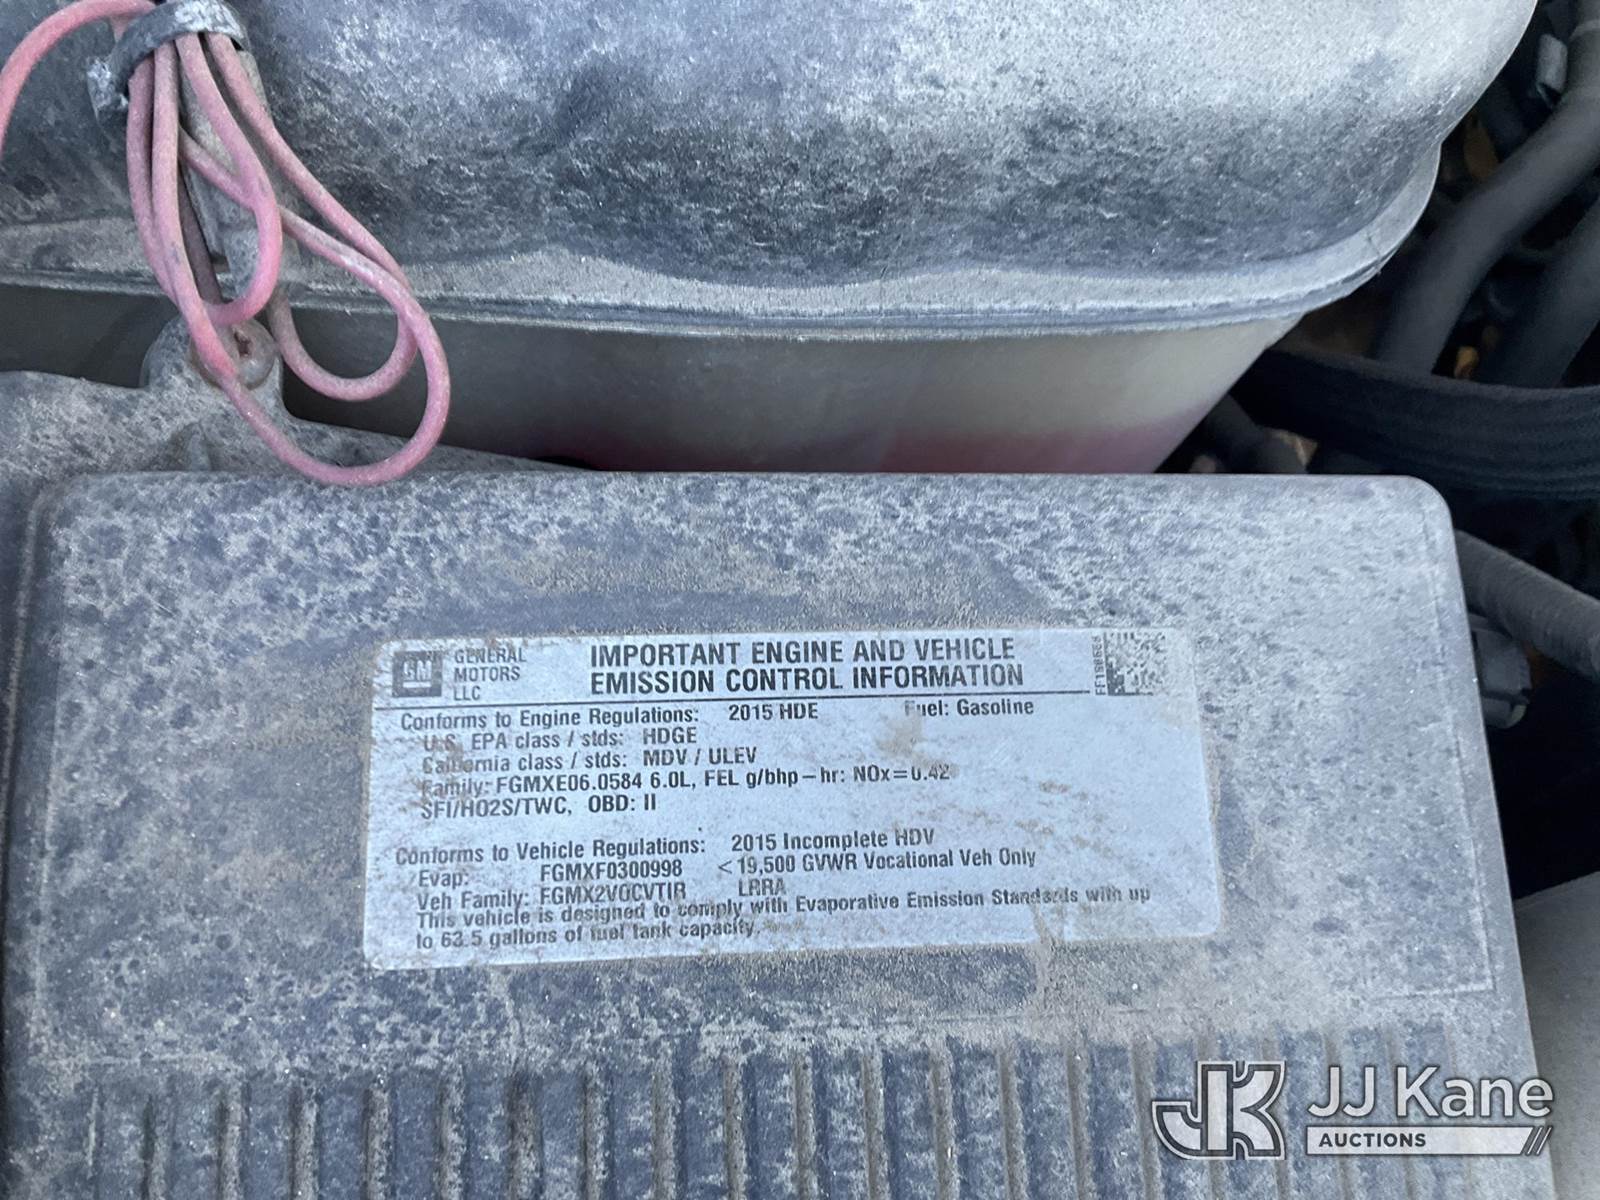 GM
GENERAL
MOTORS
LLC
IMPORTANT ENGINE AND VEHICLE
EMISSION CONTROL INFORMATION
Conforms to Engine Regulations: 2015 HDE Fuel: Gasoline
U.S. EPA class / stds: HDGE
California class / stds: MDV / ULEV
Family: FGMXE06.0584 6.0L, FEL g/bhp-hr: NOx=0.42
SFI/HO2S/TWC, OBD: II
Conforms to Vehicle Regulations: 2015 Incomplete HDV
Evap: FGMXF0300998 <19,500 GVWR Vocational Veh Only
Veh Family: FGMX2VOCVTIR LRRA
This vehicle is designed to comply with Evaporative Emission Standards with up
to 63.5 gallons of fuel tank capacity.
JK JJ Kane
AUCTIONS